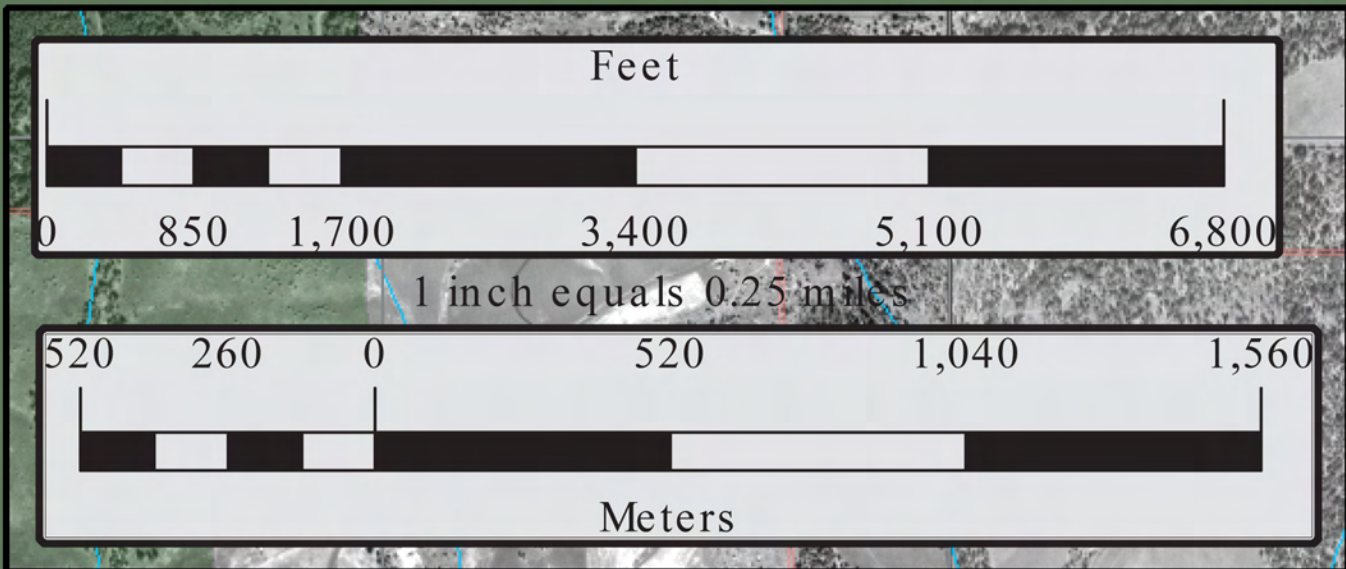 Feet
0 850 1,700 3,400 5,100 6,800
1 inch equals 0.25 miles
520 260 0 520 1,040 1,560
Meters